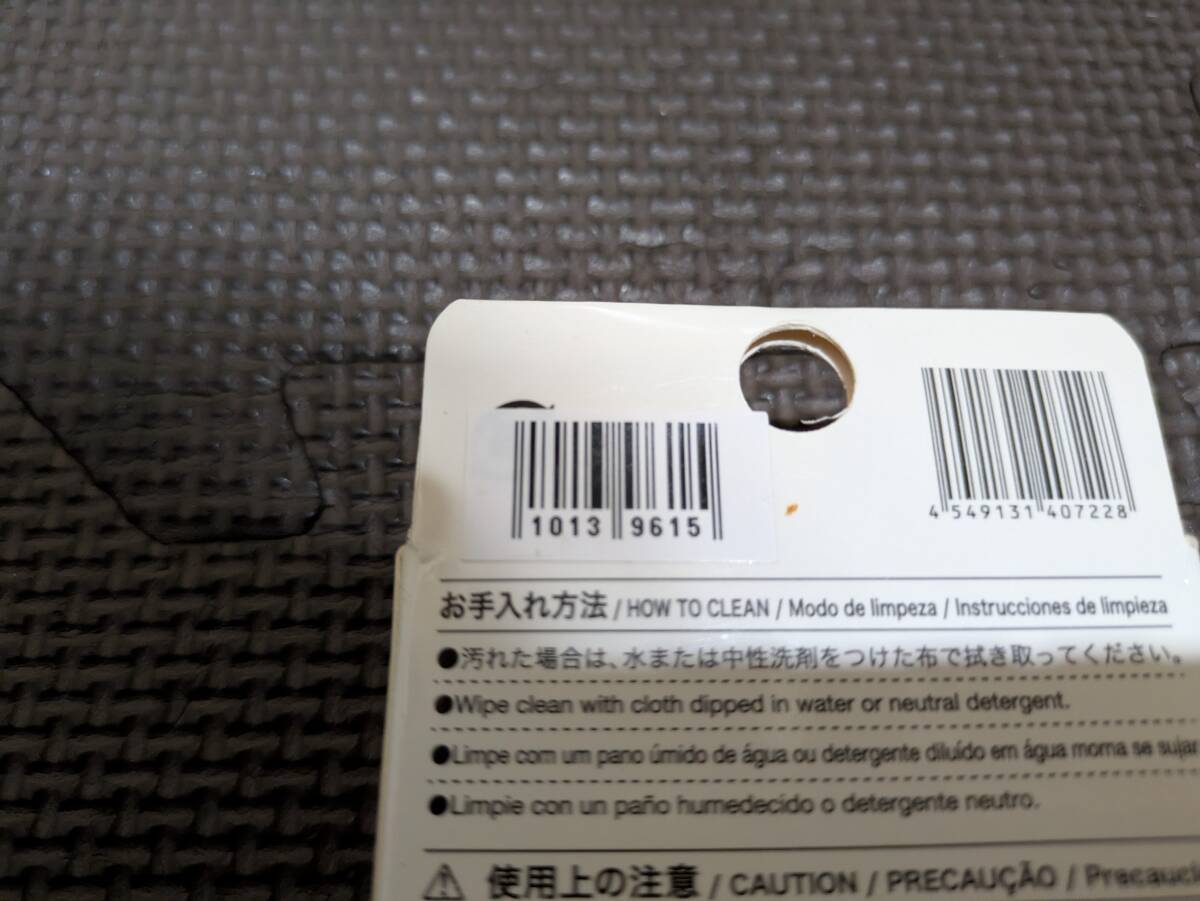 1013 9615
4 549131 407228
お手入れ方法 / HOW TO CLEAN / Modo de limpeza / Instrucciones de limpieza
●汚れた場合は、水または中性洗剤をつけた布で拭き取ってください。
●Wipe clean with cloth dipped in water or neutral detergent.
●Limpe com um pano úmido de água ou detergente diluído em água morna se sujar
●Limpie con un paño humedecido o detergente neutro.
⚠ 使用上の注意 / CAUTION / PRECAUÇÃO / Precauci